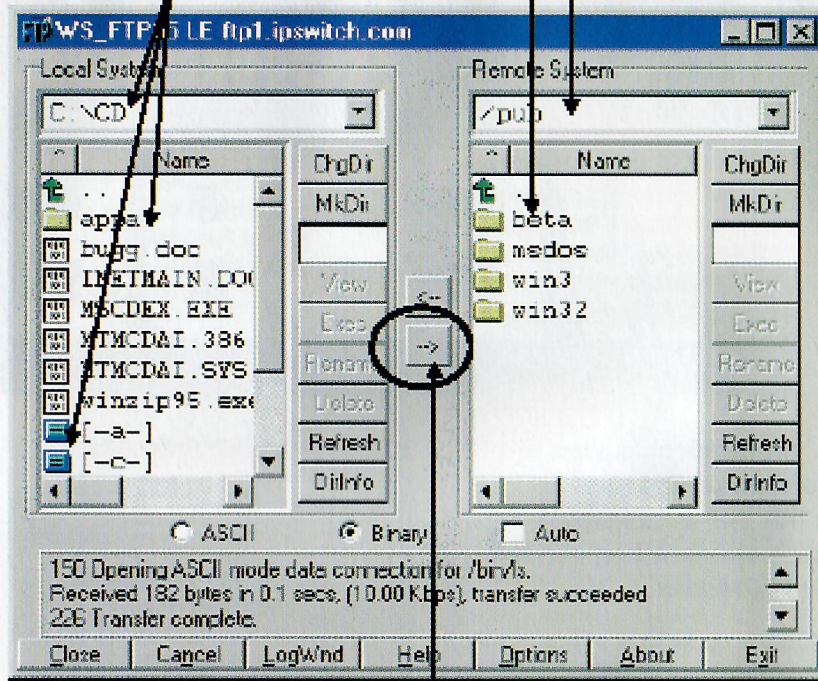 WS_FTP95 LE ftp1.ipswitch.com
Local System
Remote System
C:\CD
/pub
^ Name
^ Name
ChgDir
ChgDir
..
MkDir
MkDir
appa
beta
bugg.doc
msdos
INETMAIN.DOC
View
<--
win3
View
MSCDEX.EXE
Exec
win32
Exec
MTMCDAI.386
-->
Rename
Rename
MTMCDAI.SYS
Delete
Delete
winzip95.exe
Refresh
Refresh
[-a-]
DirInfo
DirInfo
[-c-]
ASCII
Binary
Auto
150 Opening ASCII mode data connection for /bin/ls.
Received 182 bytes in 0.1 secs, (10.00 Kbps), transfer succeeded
226 Transfer complete.
Close
Cancel
LogWnd
Help
Options
About
Exit